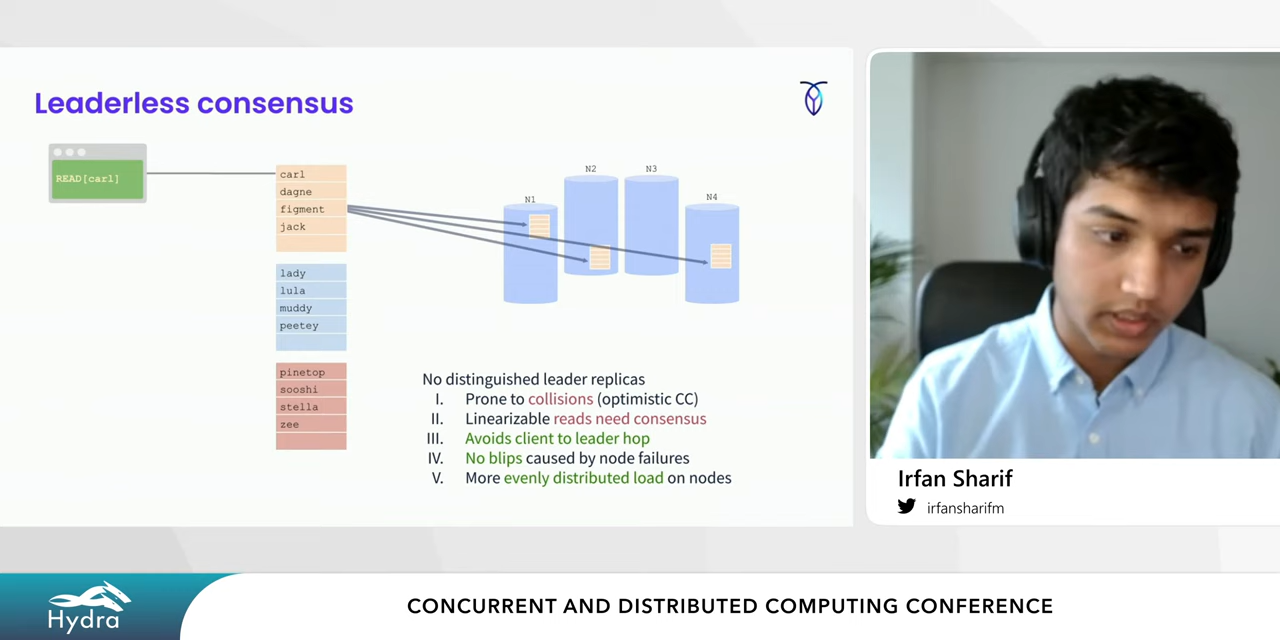 Leaderless consensus
READ[carl]
carl
dagne
figment
jack
lady
lula
muddy
peetey
pinetop
sooshi
stella
zee
N1
N2
N3
N4
No distinguished leader replicas
I. Prone to collisions (optimistic CC)
II. Linearizable reads need consensus
III. Avoids client to leader hop
IV. No blips caused by node failures
V. More evenly distributed load on nodes
Irfan Sharif
irfansharifm
Hydra
CONCURRENT AND DISTRIBUTED COMPUTING CONFERENCE